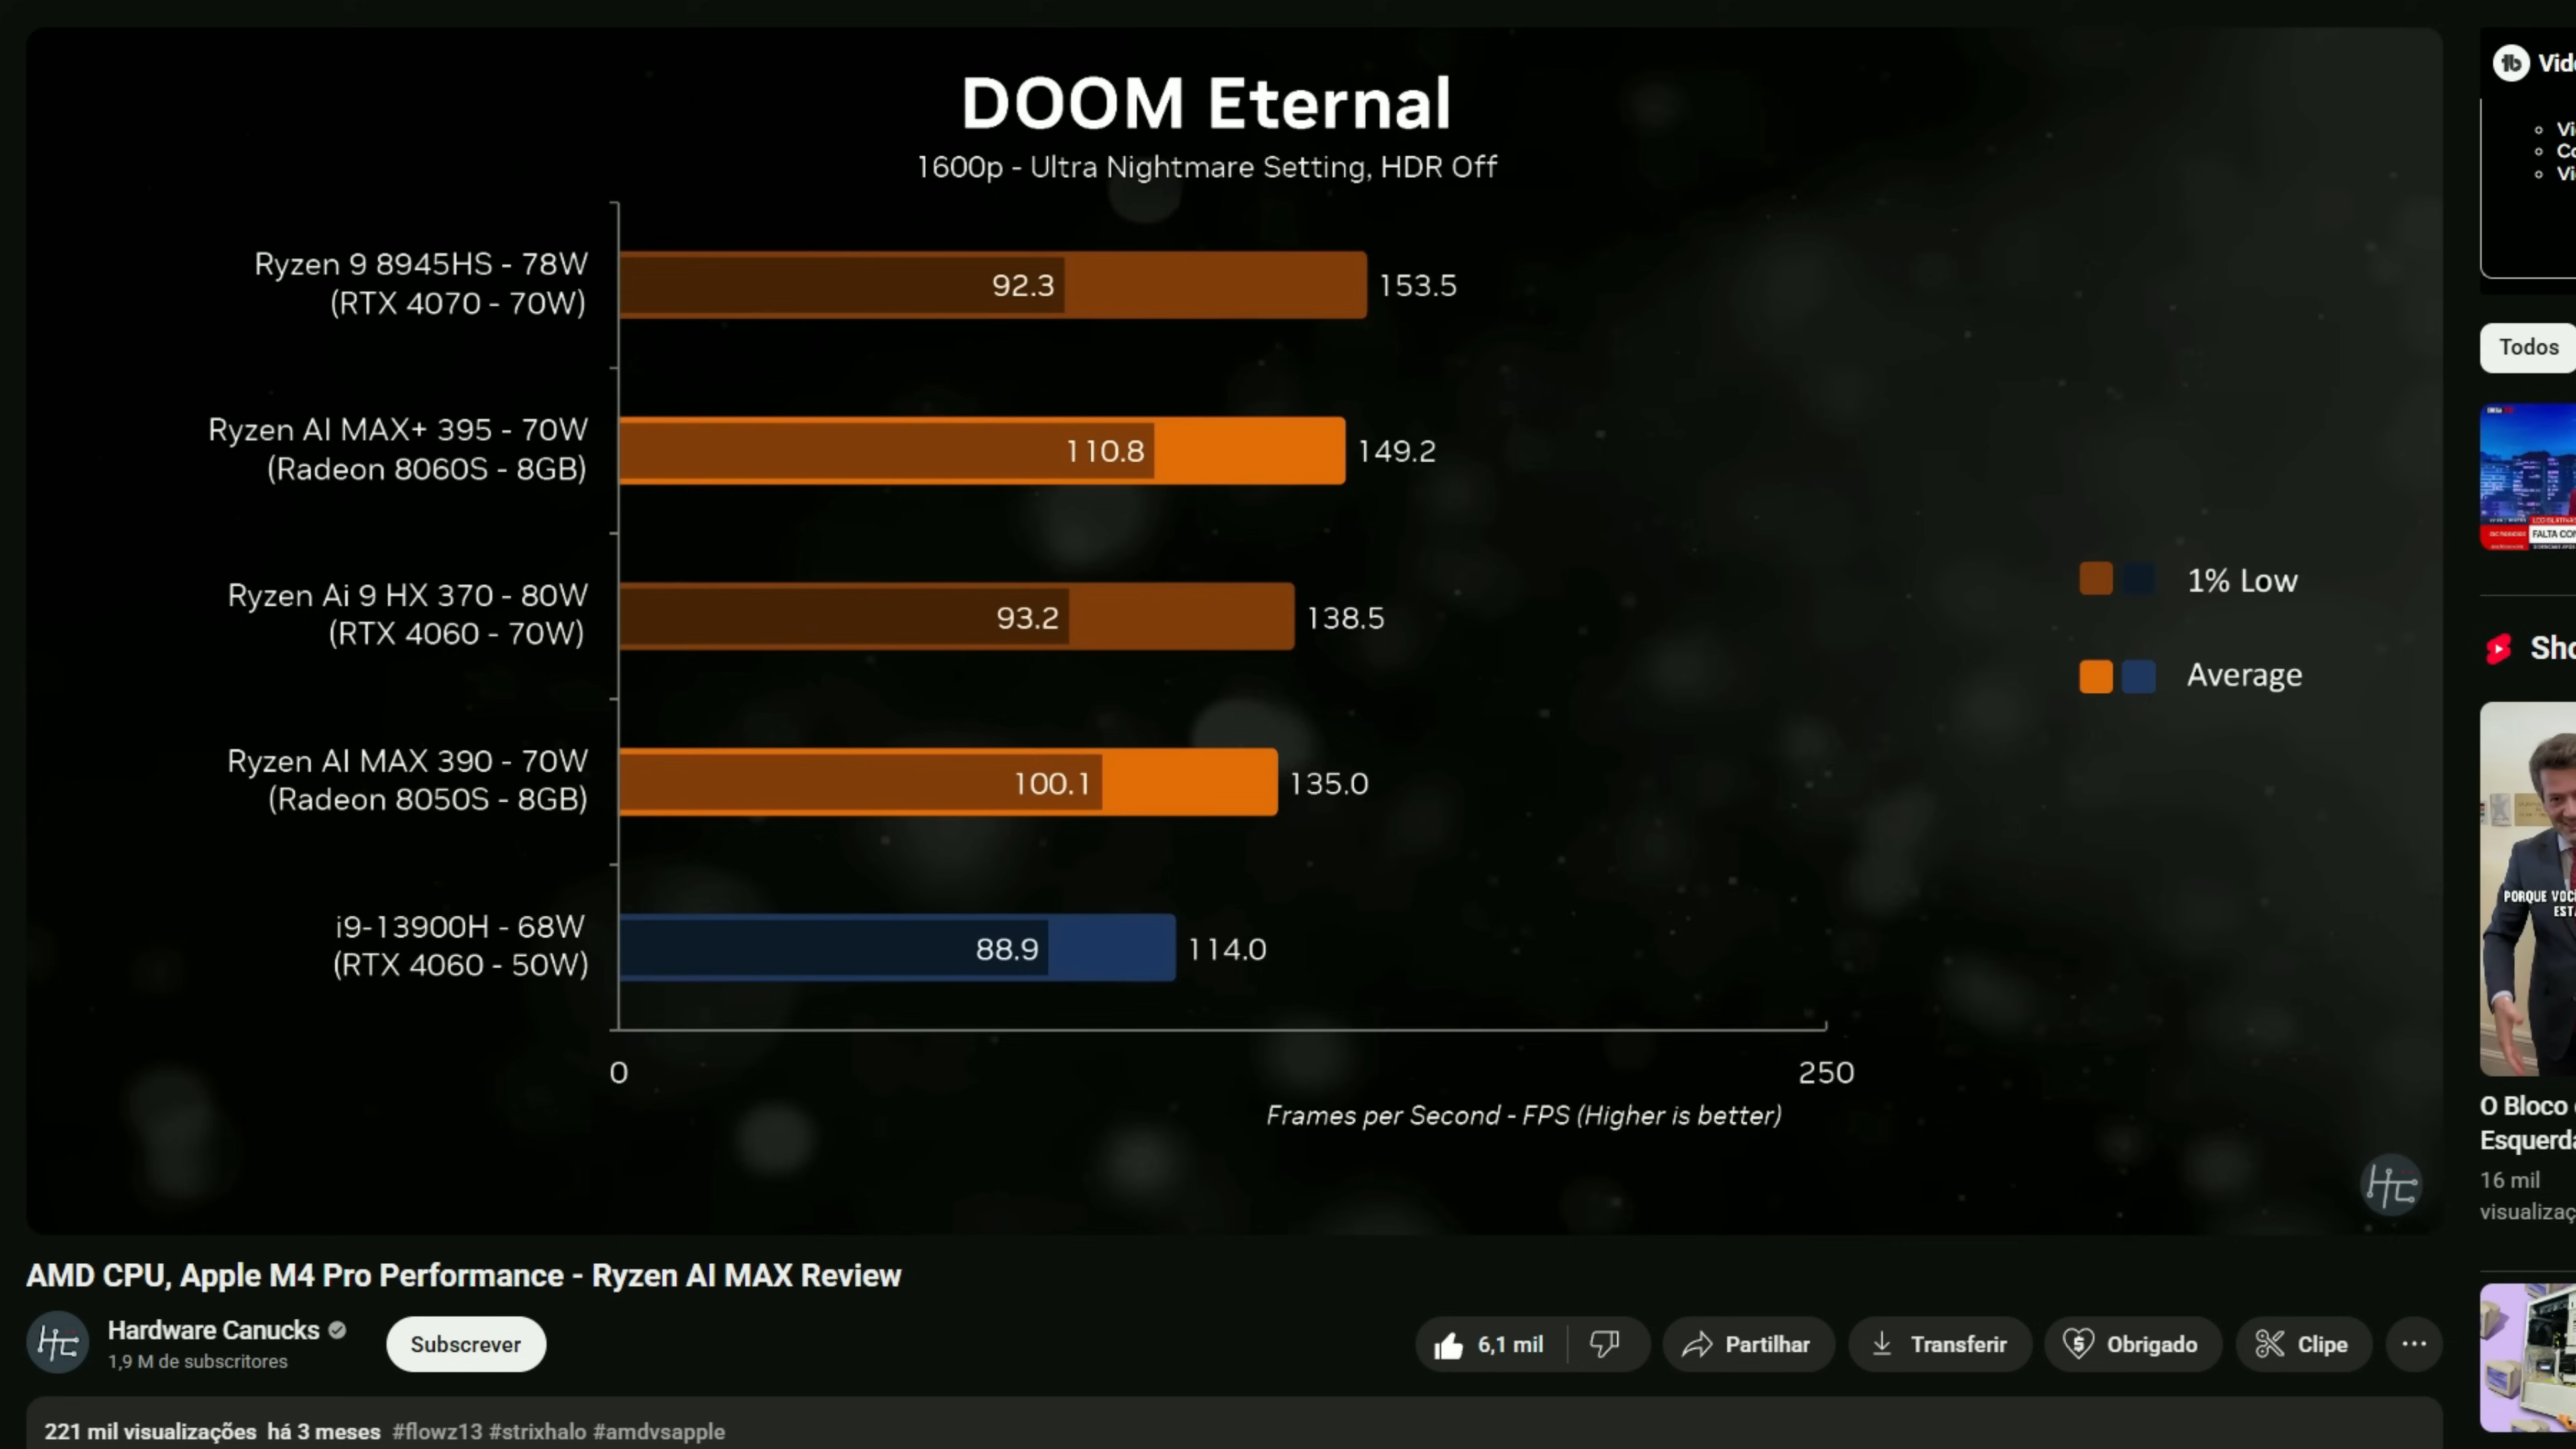 DOOM Eternal
1600p - Ultra Nightmare Setting, HDR Off
Ryzen 9 8945HS - 78W
(RTX 4070 - 70W)
92.3
153.5
Ryzen AI MAX+ 395 - 70W
(Radeon 8060S - 8GB)
110.8
149.2
Ryzen Ai 9 HX 370 - 80W
(RTX 4060 - 70W)
93.2
138.5
Ryzen AI MAX 390 - 70W
(Radeon 8050S - 8GB)
100.1
135.0
i9-13900H - 68W
(RTX 4060 - 50W)
88.9
114.0
1% Low
Average
0
250
Frames per Second - FPS (Higher is better)
AMD CPU, Apple M4 Pro Performance - Ryzen AI MAX Review
Hardware Canucks
1,9 M de subscritores
Subscrever
6,1 mil
Partilhar
Transferir
Obrigado
Clipe
221 mil visualizações há 3 meses #flowz13 #strixhalo #amdvsapple
Todos
FALTA
PORQUE
O Bloco
16 mil